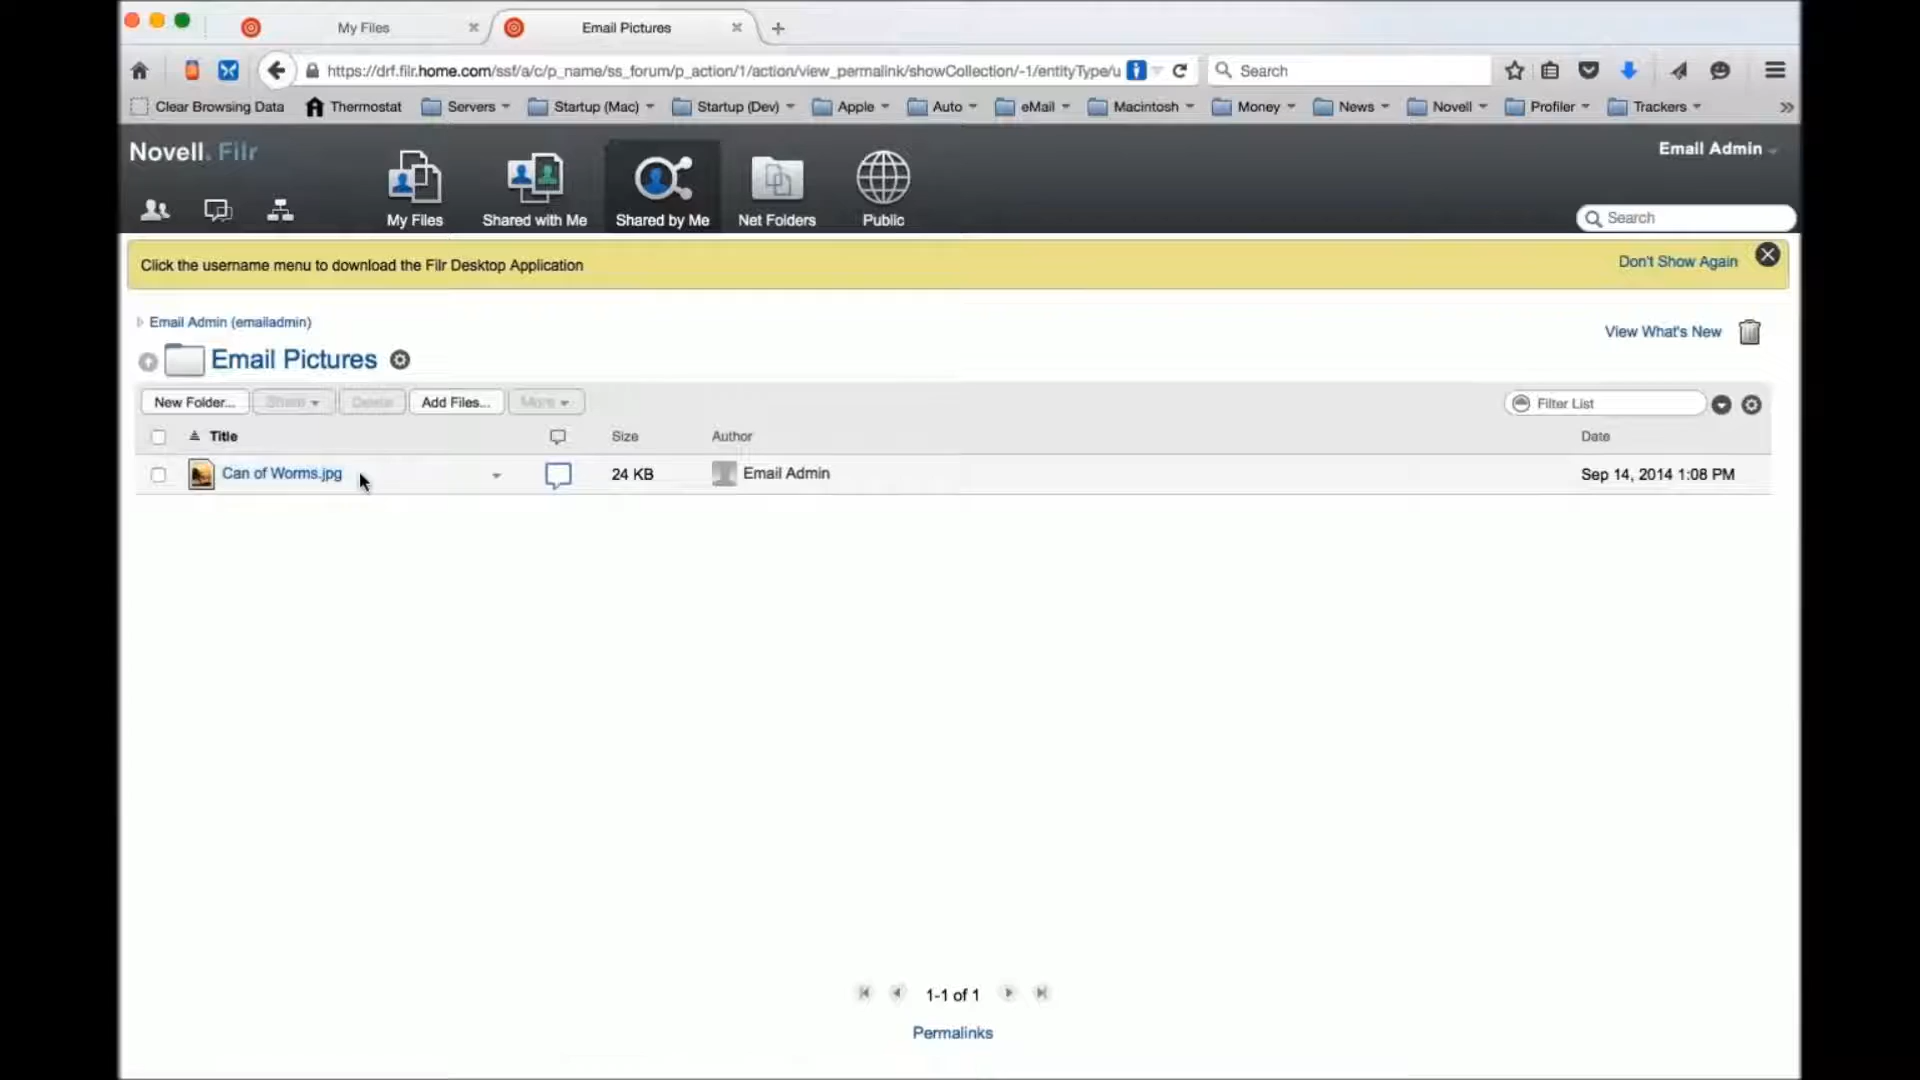 My Files
Email Pictures
https://drf.filr.home.com/ssf/a/c/p_name/ss_forum/p_action/1/action/view_permalink/showCollection/-1/entityType/u
Search
Clear Browsing Data
Thermostat
Servers
Startup (Mac)
Startup (Dev)
Apple
Auto
eMail
Macintosh
Money
News
Novell
Profiler
Trackers
Novell. Filr
Email Admin
My Files
Shared with Me
Shared by Me
Net Folders
Public
Search
Click the username menu to download the Filr Desktop Application
Don't Show Again
Email Admin (emailadmin)
View What's New
Email Pictures
New Folder...
Share
Delete
Add Files...
More
Filter List
Title
Size
Author
Date
Can of Worms.jpg
24 KB
Email Admin
Sep 14, 2014 1:08 PM
1-1 of 1
Permalinks